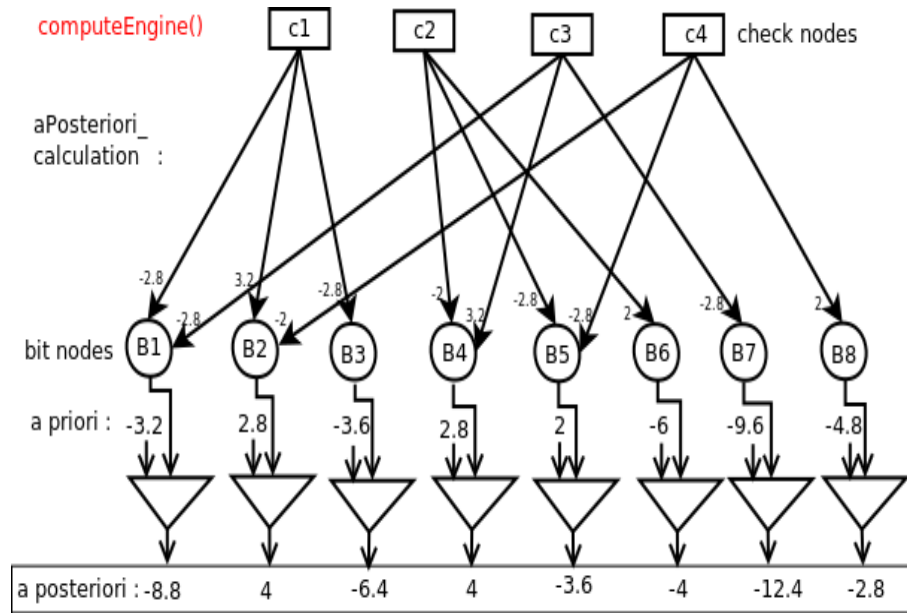 computeEngine()
c1 c2 c3 c4 check nodes
aPosteriori_
calculation :
-2.8 3.2 -2.8 -2 -2.8 2 -2.8 2
-2.8 -2 3.2 -2.8
bit nodes B1 B2 B3 B4 B5 B6 B7 B8
a priori : -3.2 2.8 -3.6 2.8 2 -6 -9.6 -4.8
a posteriori : -8.8 4 -6.4 4 -3.6 -4 -12.4 -2.8